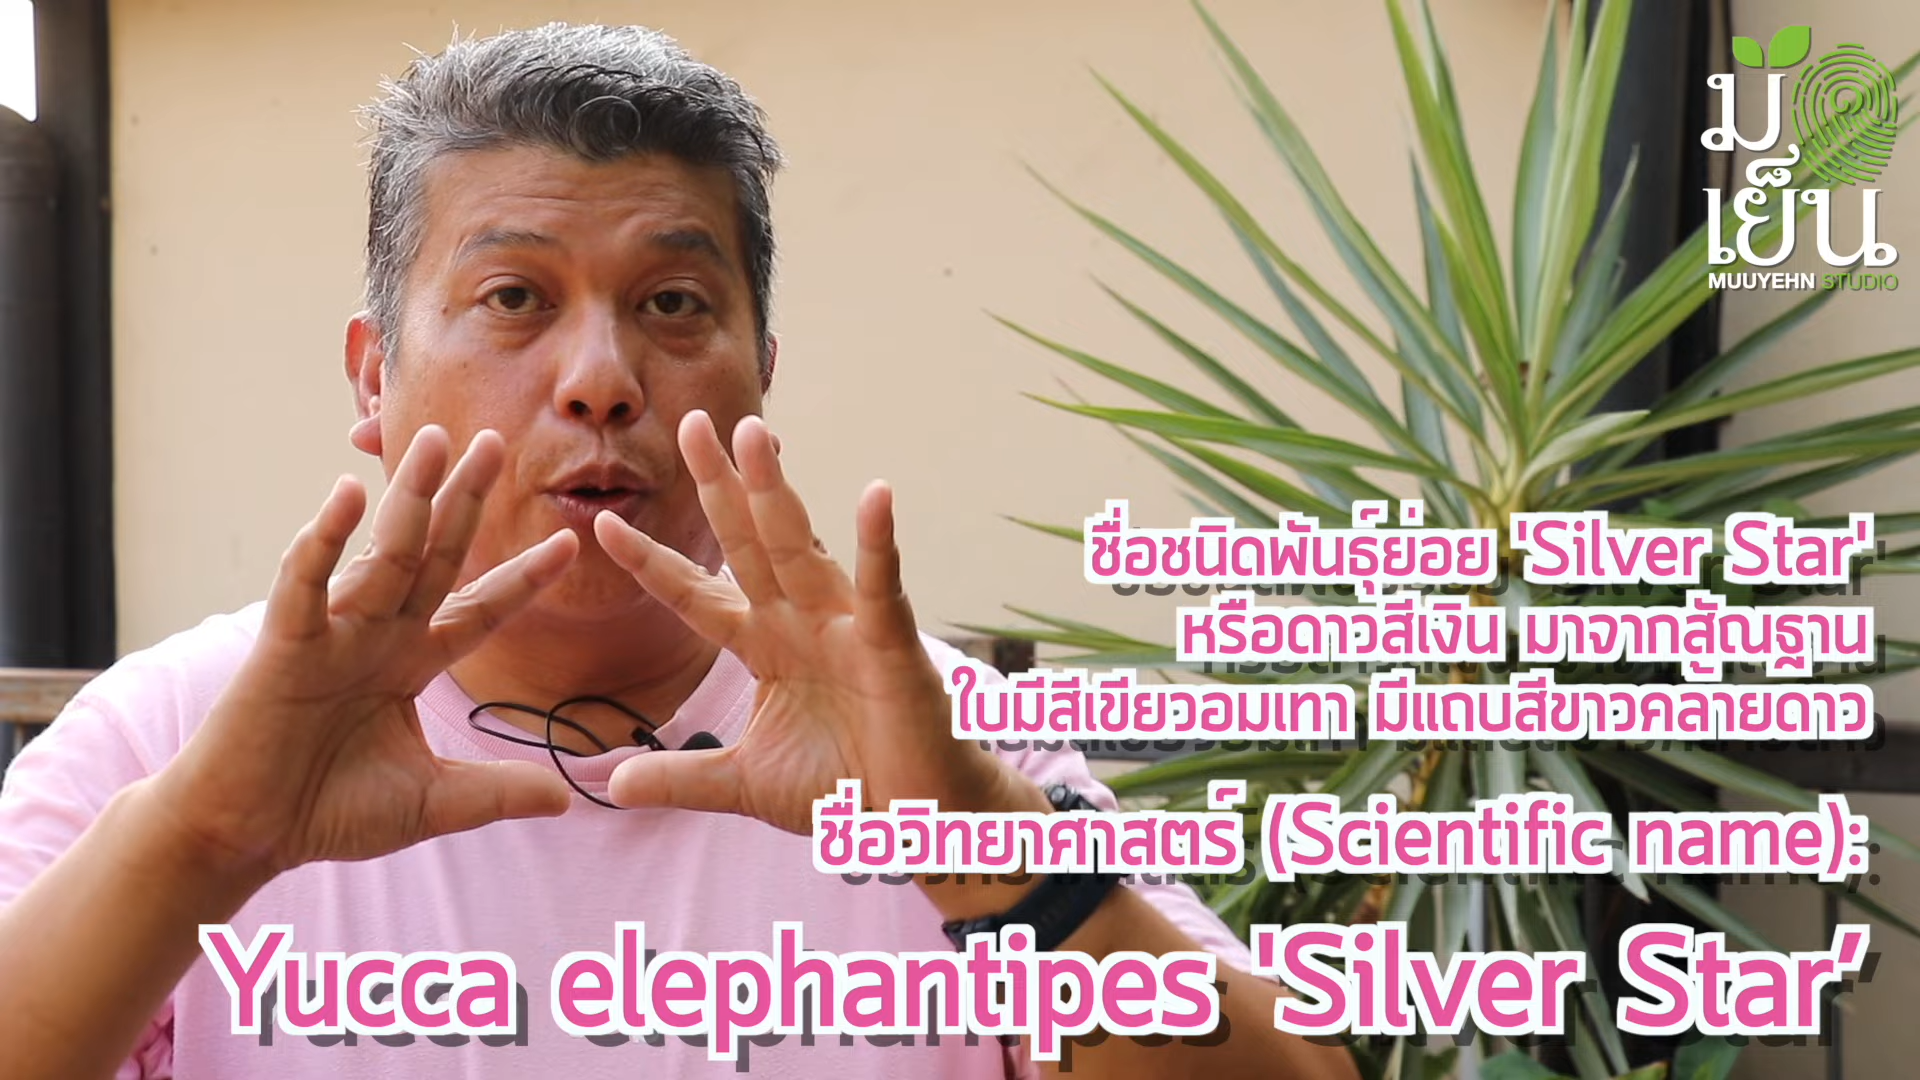 มือ
เย็น
MUUYEHN STUDIO
ชื่อชนิดพันธุ์ย่อย 'Silver Star'
หรือดาวสีเงิน มาจากสัณฐาน
ใบมีสีเขียวอมเทา มีแถบสีขาวคล้ายดาว
ชื่อวิทยาศาสตร์ (Scientific name):
Yucca elephantipes 'Silver Star’